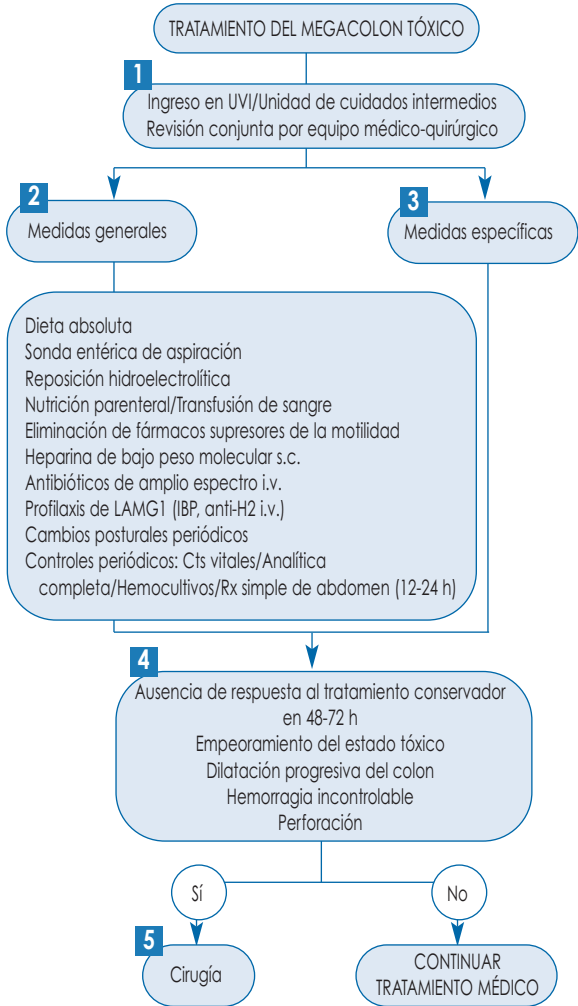 TRATAMIENTO DEL MEGACOLON TÓXICO
1
Ingreso en UVI/Unidad de cuidados intermedios
Revisión conjunta por equipo médico-quirúrgico
2
Medidas generales
3
Medidas específicas
Dieta absoluta
Sonda entérica de aspiración
Reposición hidroelectrolítica
Nutrición parenteral/Transfusión de sangre
Eliminación de fármacos supresores de la motilidad
Heparina de bajo peso molecular s.c.
Antibióticos de amplio espectro i.v.
Profilaxis de LAMG1 (IBP, anti-H2 i.v.)
Cambios posturales periódicos
Controles periódicos: Cts vitales/Analítica
completa/Hemocultivos/Rx simple de abdomen (12-24 h)
4
Ausencia de respuesta al tratamiento conservador
en 48-72 h
Empeoramiento del estado tóxico
Dilatación progresiva del colon
Hemorragia incontrolable
Perforación
Sí
No
5
Cirugía
CONTINUAR
TRATAMIENTO MÉDICO